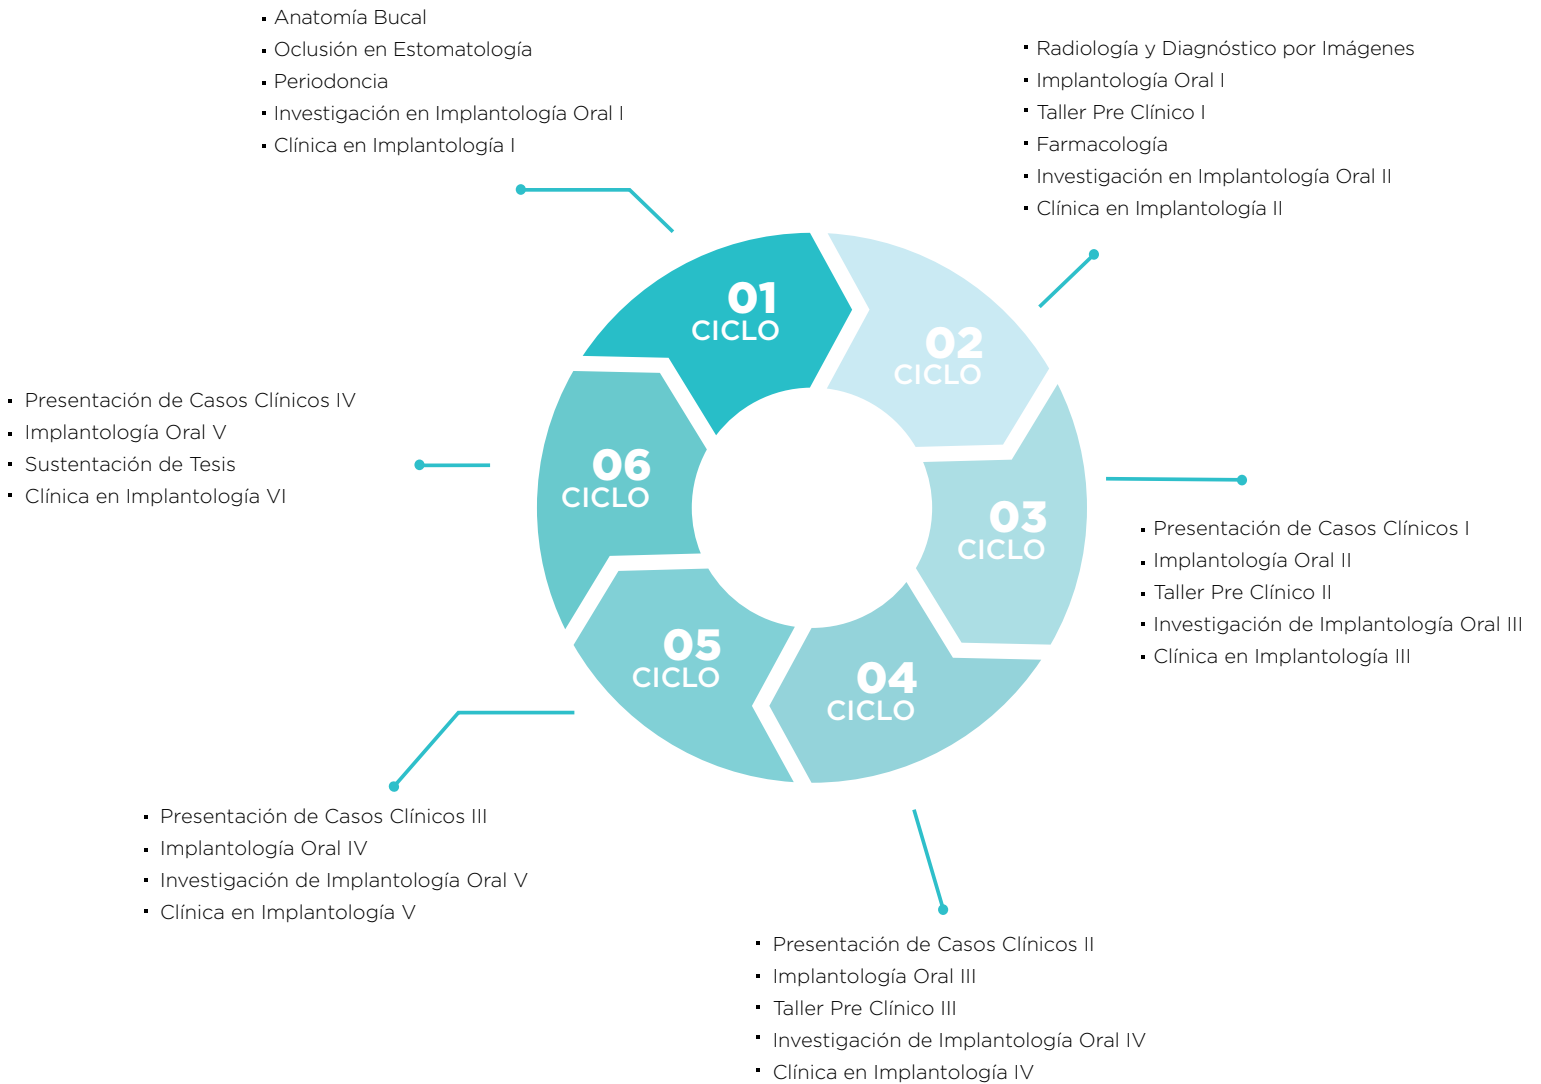 ▪ Anatomía Bucal
▪ Oclusión en Estomatología
▪ Periodoncia
▪ Investigación en Implantología Oral I
▪ Clínica en Implantología I
01
CICLO
▪ Radiología y Diagnóstico por Imágenes
▪ Implantología Oral I
▪ Taller Pre Clínico I
▪ Farmacología
▪ Investigación en Implantología Oral II
▪ Clínica en Implantología II
02
CICLO
▪ Presentación de Casos Clínicos I
▪ Implantología Oral II
▪ Taller Pre Clínico II
▪ Investigación de Implantología Oral III
▪ Clínica en Implantología III
03
CICLO
▪ Presentación de Casos Clínicos II
▪ Implantología Oral III
▪ Taller Pre Clínico III
▪ Investigación de Implantología Oral IV
▪ Clínica en Implantología IV
04
CICLO
▪ Presentación de Casos Clínicos III
▪ Implantología Oral IV
▪ Investigación de Implantología Oral V
▪ Clínica en Implantología V
05
CICLO
▪ Presentación de Casos Clínicos IV
▪ Implantología Oral V
▪ Sustentación de Tesis
▪ Clínica en Implantología VI
06
CICLO